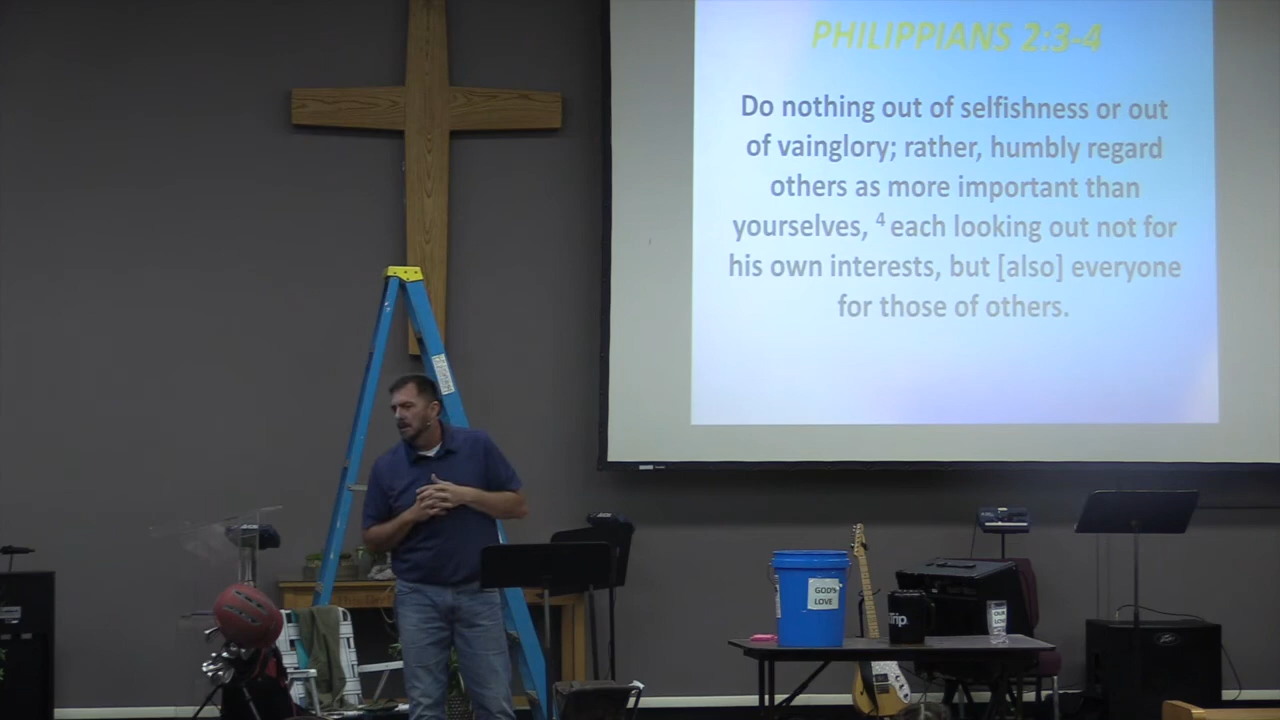 PHILIPPIANS 2:3-4
Do nothing out of selfishness or out
of vainglory; rather, humbly regard
others as more important than
yourselves, 4 each looking out not for
his own interests, but [also] everyone
for those of others.
GOD'S
LOVE
Trip
OUR